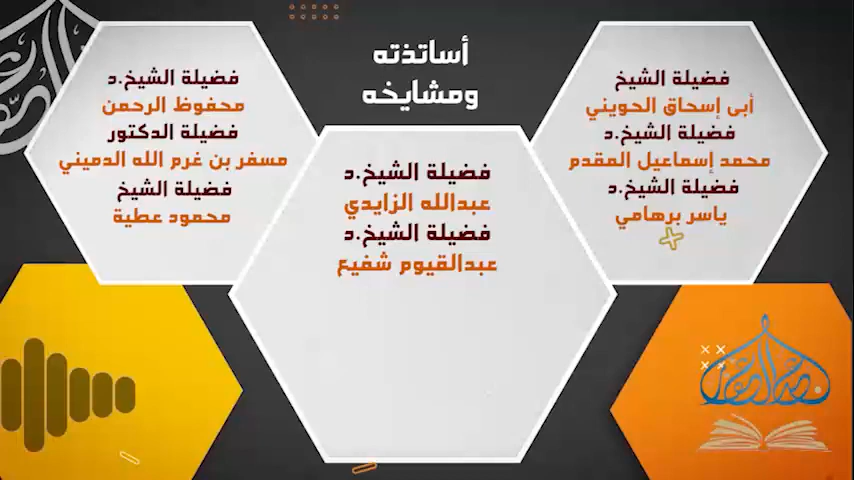 أساتذته
ومشايخه
فضيلة الشيخ
أبى إسحاق الحويني
فضيلة الشيخ.د
محمد إسماعيل المقدم
فضيلة الشيخ.د
ياسر برهامي
فضيلة الشيخ.د
عبدالله الزايدي
فضيلة الشيخ.د
عبدالقيوم شفيع
فضيلة الشيخ.د
محفوظ الرحمن
فضيلة الدكتور
مسفر بن غرم الله الدميني
فضيلة الشيخ
محمود عطية